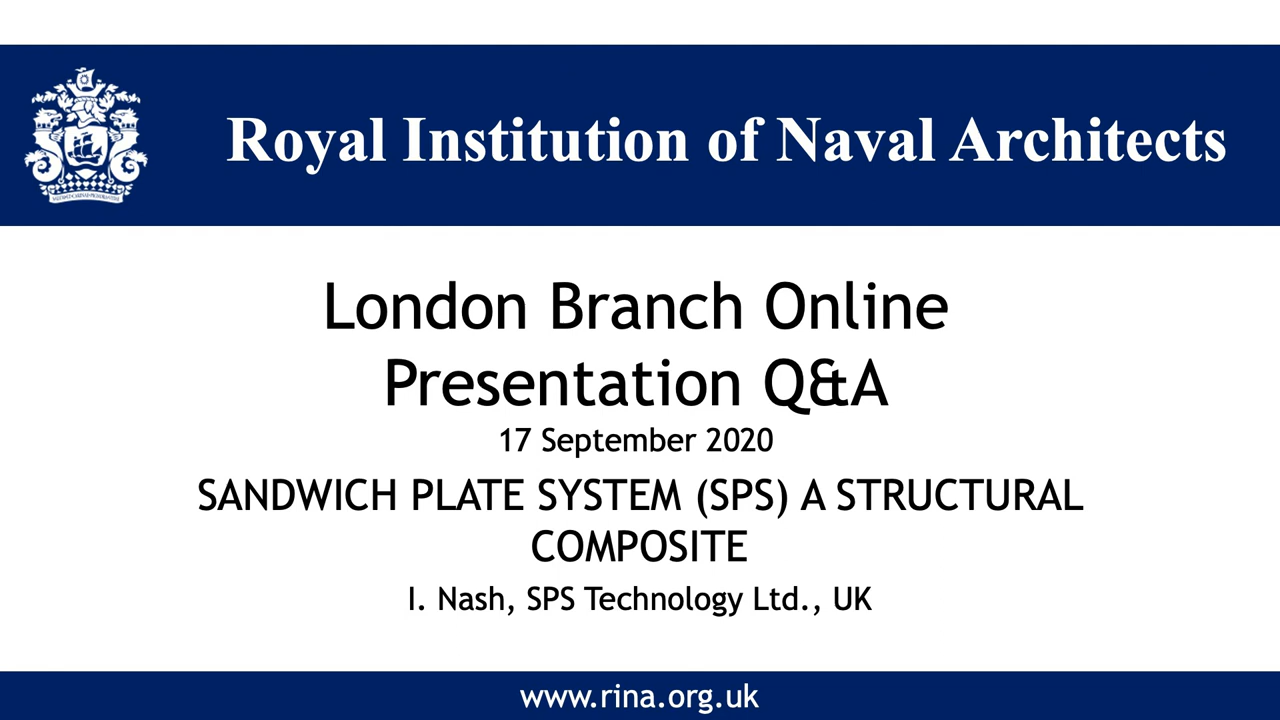 Royal Institution of Naval Architects
London Branch Online
Presentation Q&A
17 September 2020
SANDWICH PLATE SYSTEM (SPS) A STRUCTURAL
COMPOSITE
I. Nash, SPS Technology Ltd., UK
www.rina.org.uk